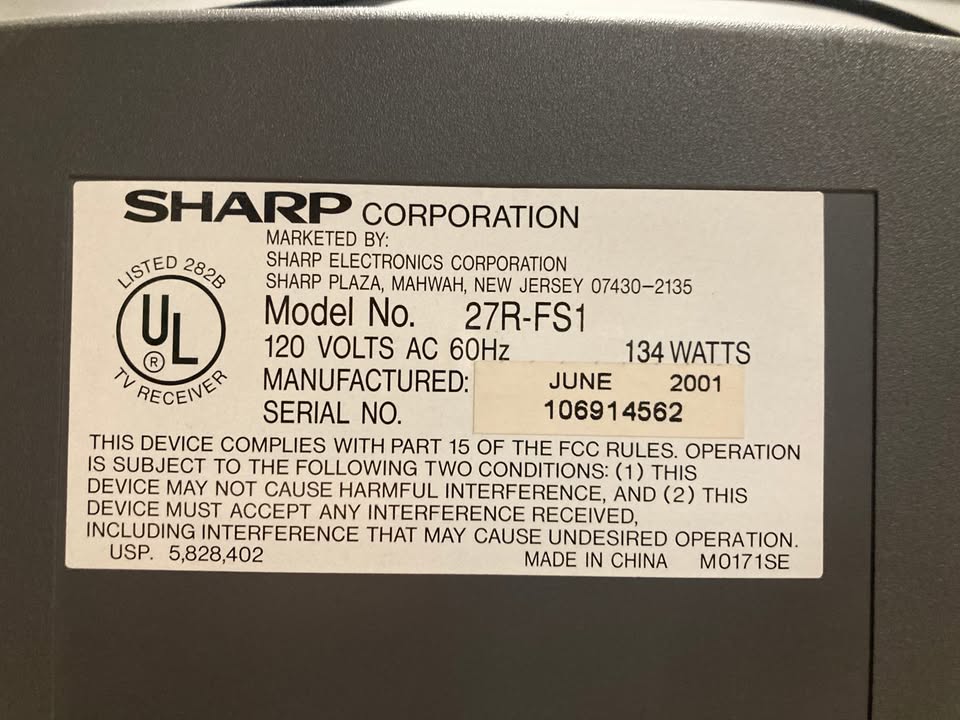 SHARP CORPORATION
MARKETED BY:
SHARP ELECTRONICS CORPORATION
SHARP PLAZA, MAHWAH, NEW JERSEY 07430-2135
LISTED 282B
UL
®
TV RECEIVER
Model No. 27R-FS1
120 VOLTS AC 60Hz 134 WATTS
MANUFACTURED: JUNE 2001
SERIAL NO. 106914562
THIS DEVICE COMPLIES WITH PART 15 OF THE FCC RULES. OPERATION
IS SUBJECT TO THE FOLLOWING TWO CONDITIONS: (1) THIS
DEVICE MAY NOT CAUSE HARMFUL INTERFERENCE, AND (2) THIS
DEVICE MUST ACCEPT ANY INTERFERENCE RECEIVED,
INCLUDING INTERFERENCE THAT MAY CAUSE UNDESIRED OPERATION.
USP. 5,828,402 MADE IN CHINA M0171SE